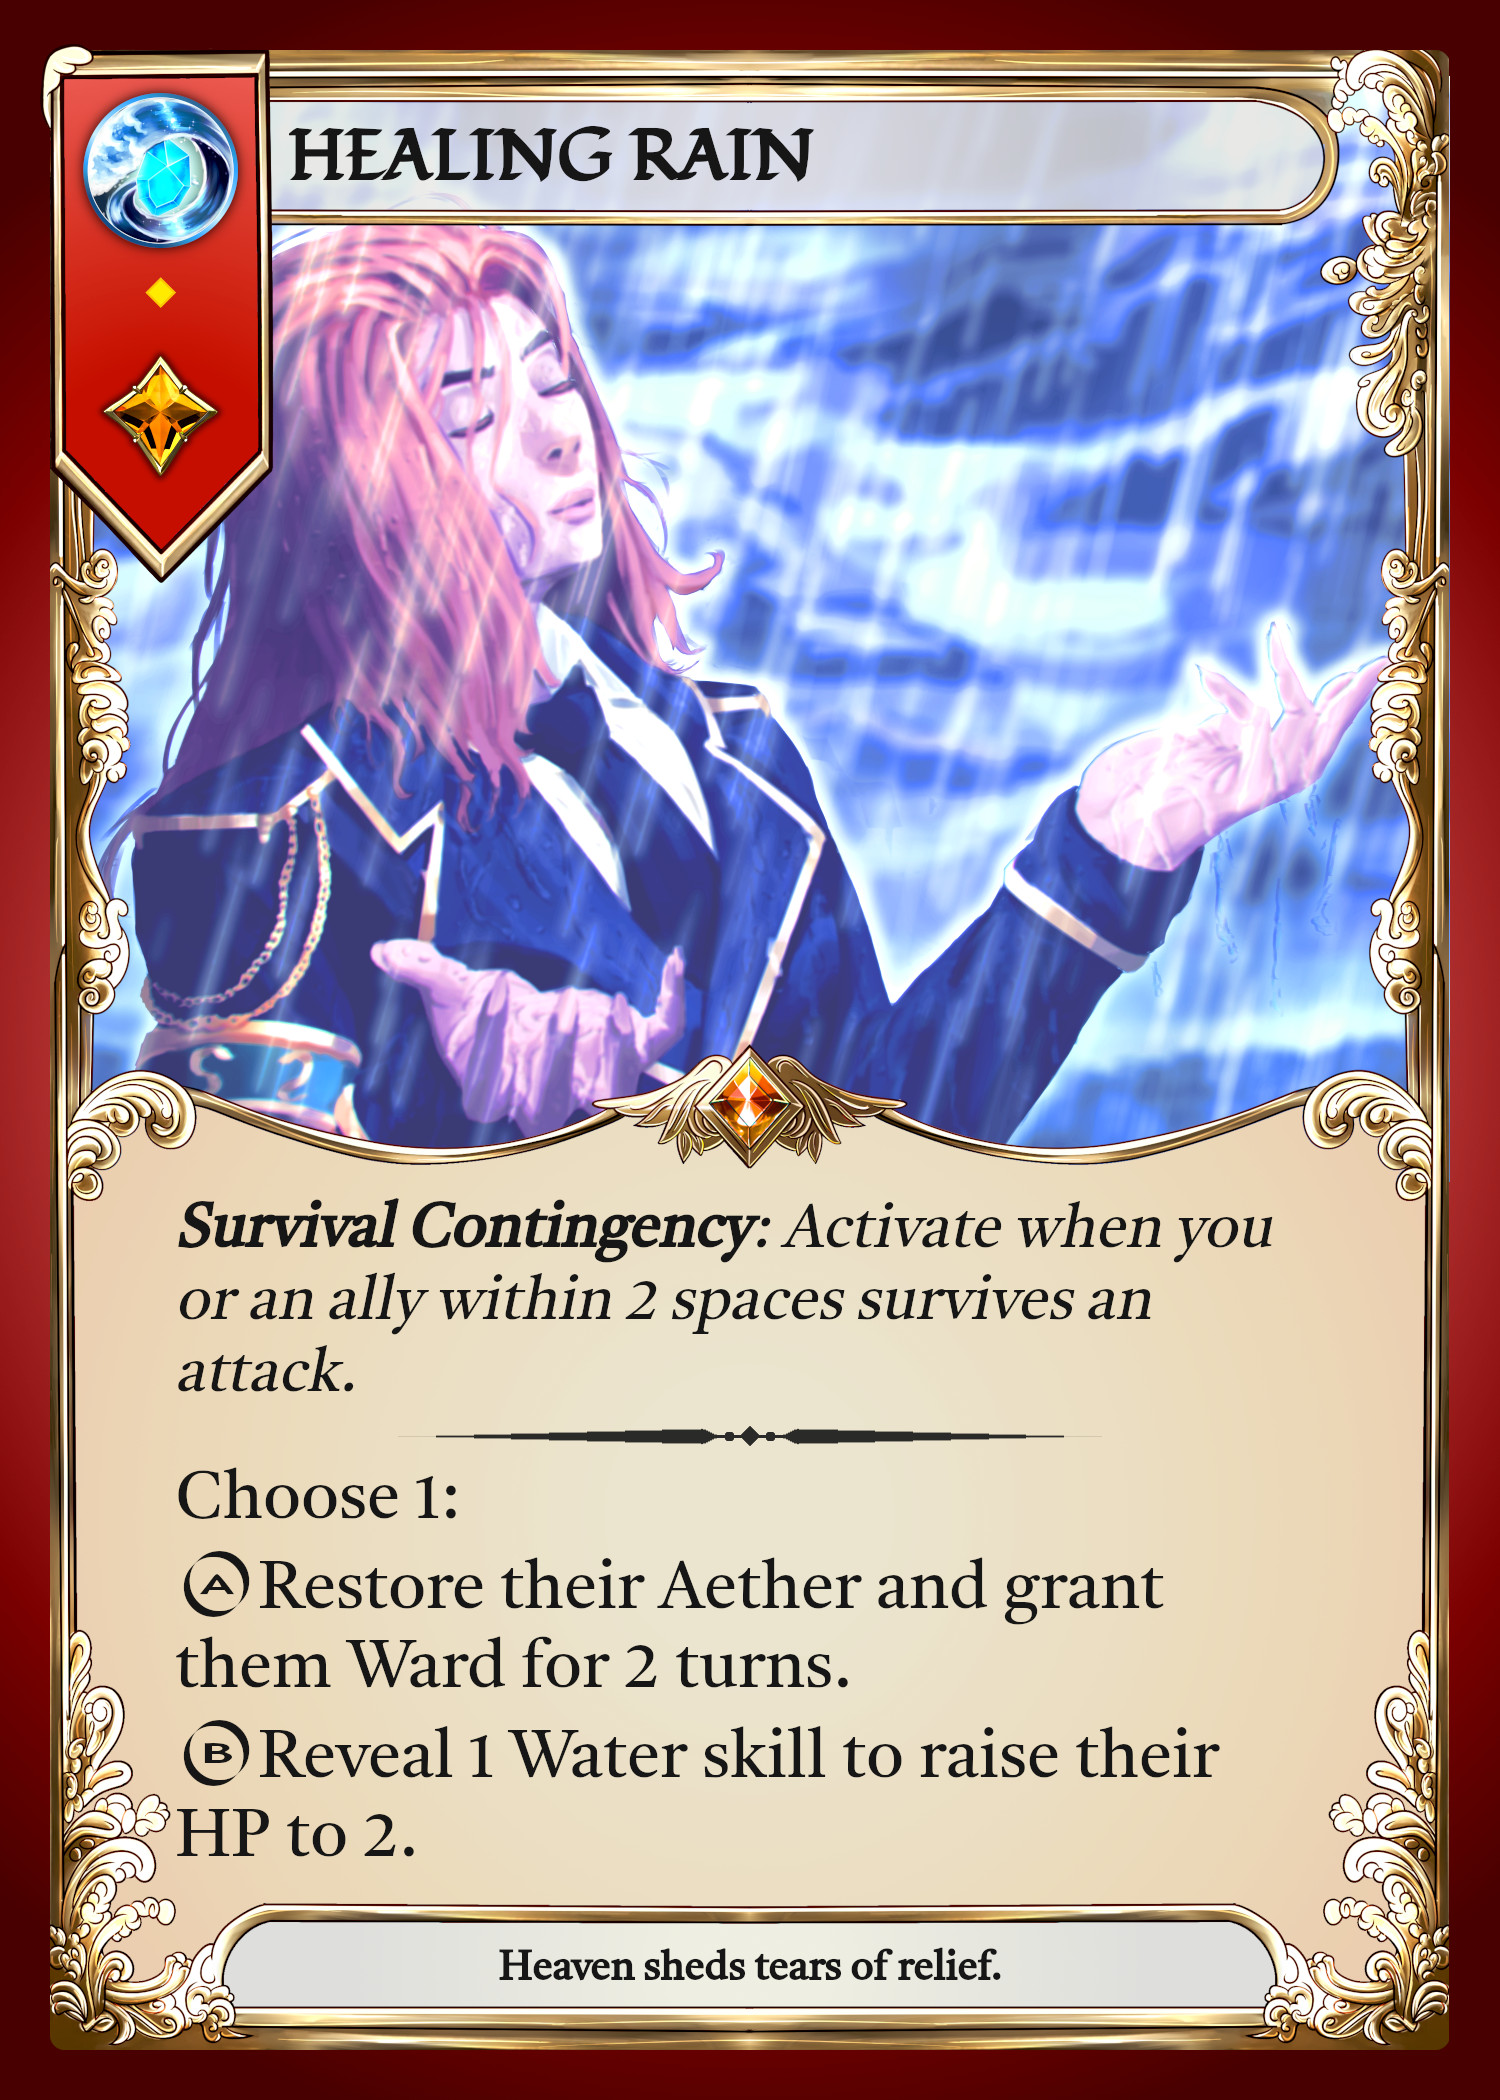 HEALING RAIN
Survival Contingency: Activate when you
or an ally within 2 spaces survives an
attack.
Choose 1:
Ⓐ Restore their Aether and grant
them Ward for 2 turns.
Ⓑ Reveal 1 Water skill to raise their
HP to 2.
Heaven sheds tears of relief.